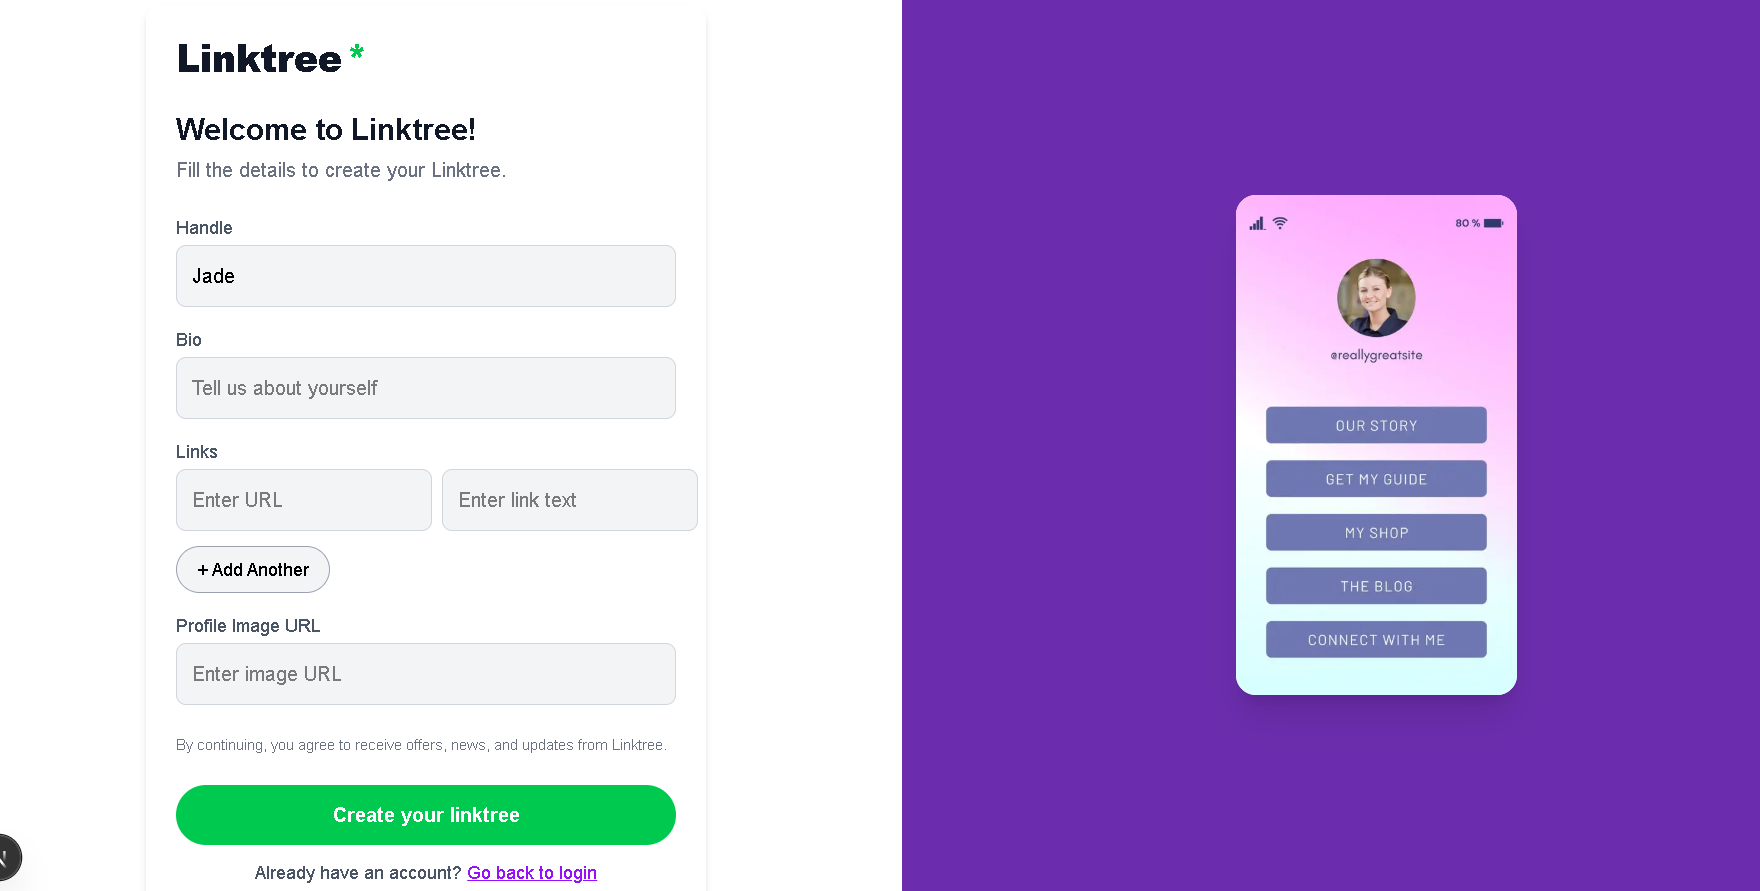 Linktree *
Welcome to Linktree!
Fill the details to create your Linktree.
Handle
Jade
Bio
Tell us about yourself
Links
Enter URL
Enter link text
+ Add Another
Profile Image URL
Enter image URL
By continuing, you agree to receive offers, news, and updates from Linktree.
Create your linktree
Already have an account? Go back to login
80 %
@reallygreatsite
OUR STORY
GET MY GUIDE
MY SHOP
THE BLOG
CONNECT WITH ME